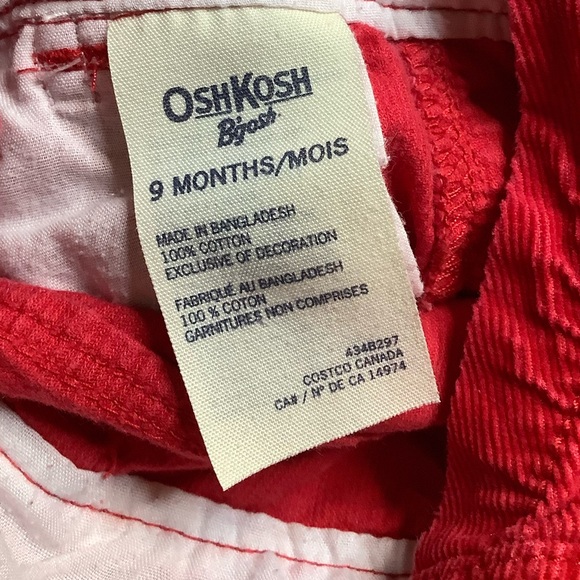 OSHKOSH
B'gosh
9 MONTHS/MOIS
MADE IN BANGLADESH
100% COTTON
EXCLUSIVE OF DECORATION
FABRIQUÉ AU BANGLADESH
100 % COTON
GARNITURES NON COMPRISES
434B297
COSTCO CANADA
CA# / Nº DE CA 14974